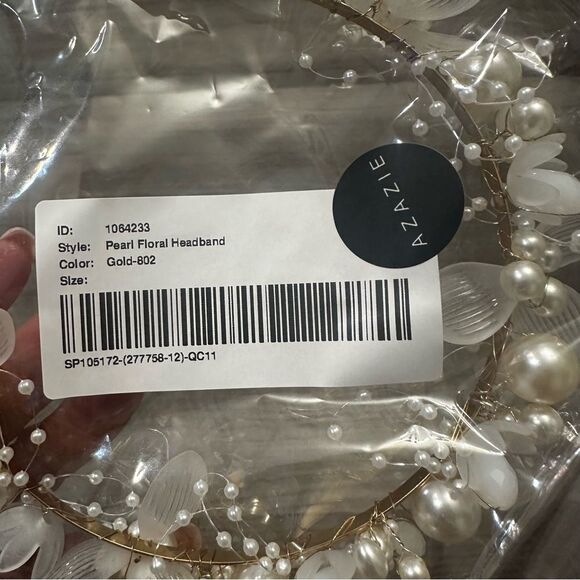 AZAZIE
ID: 1064233
Style: Pearl Floral Headband
Color: Gold-802
Size:
SP105172-(277758-12)-QC11